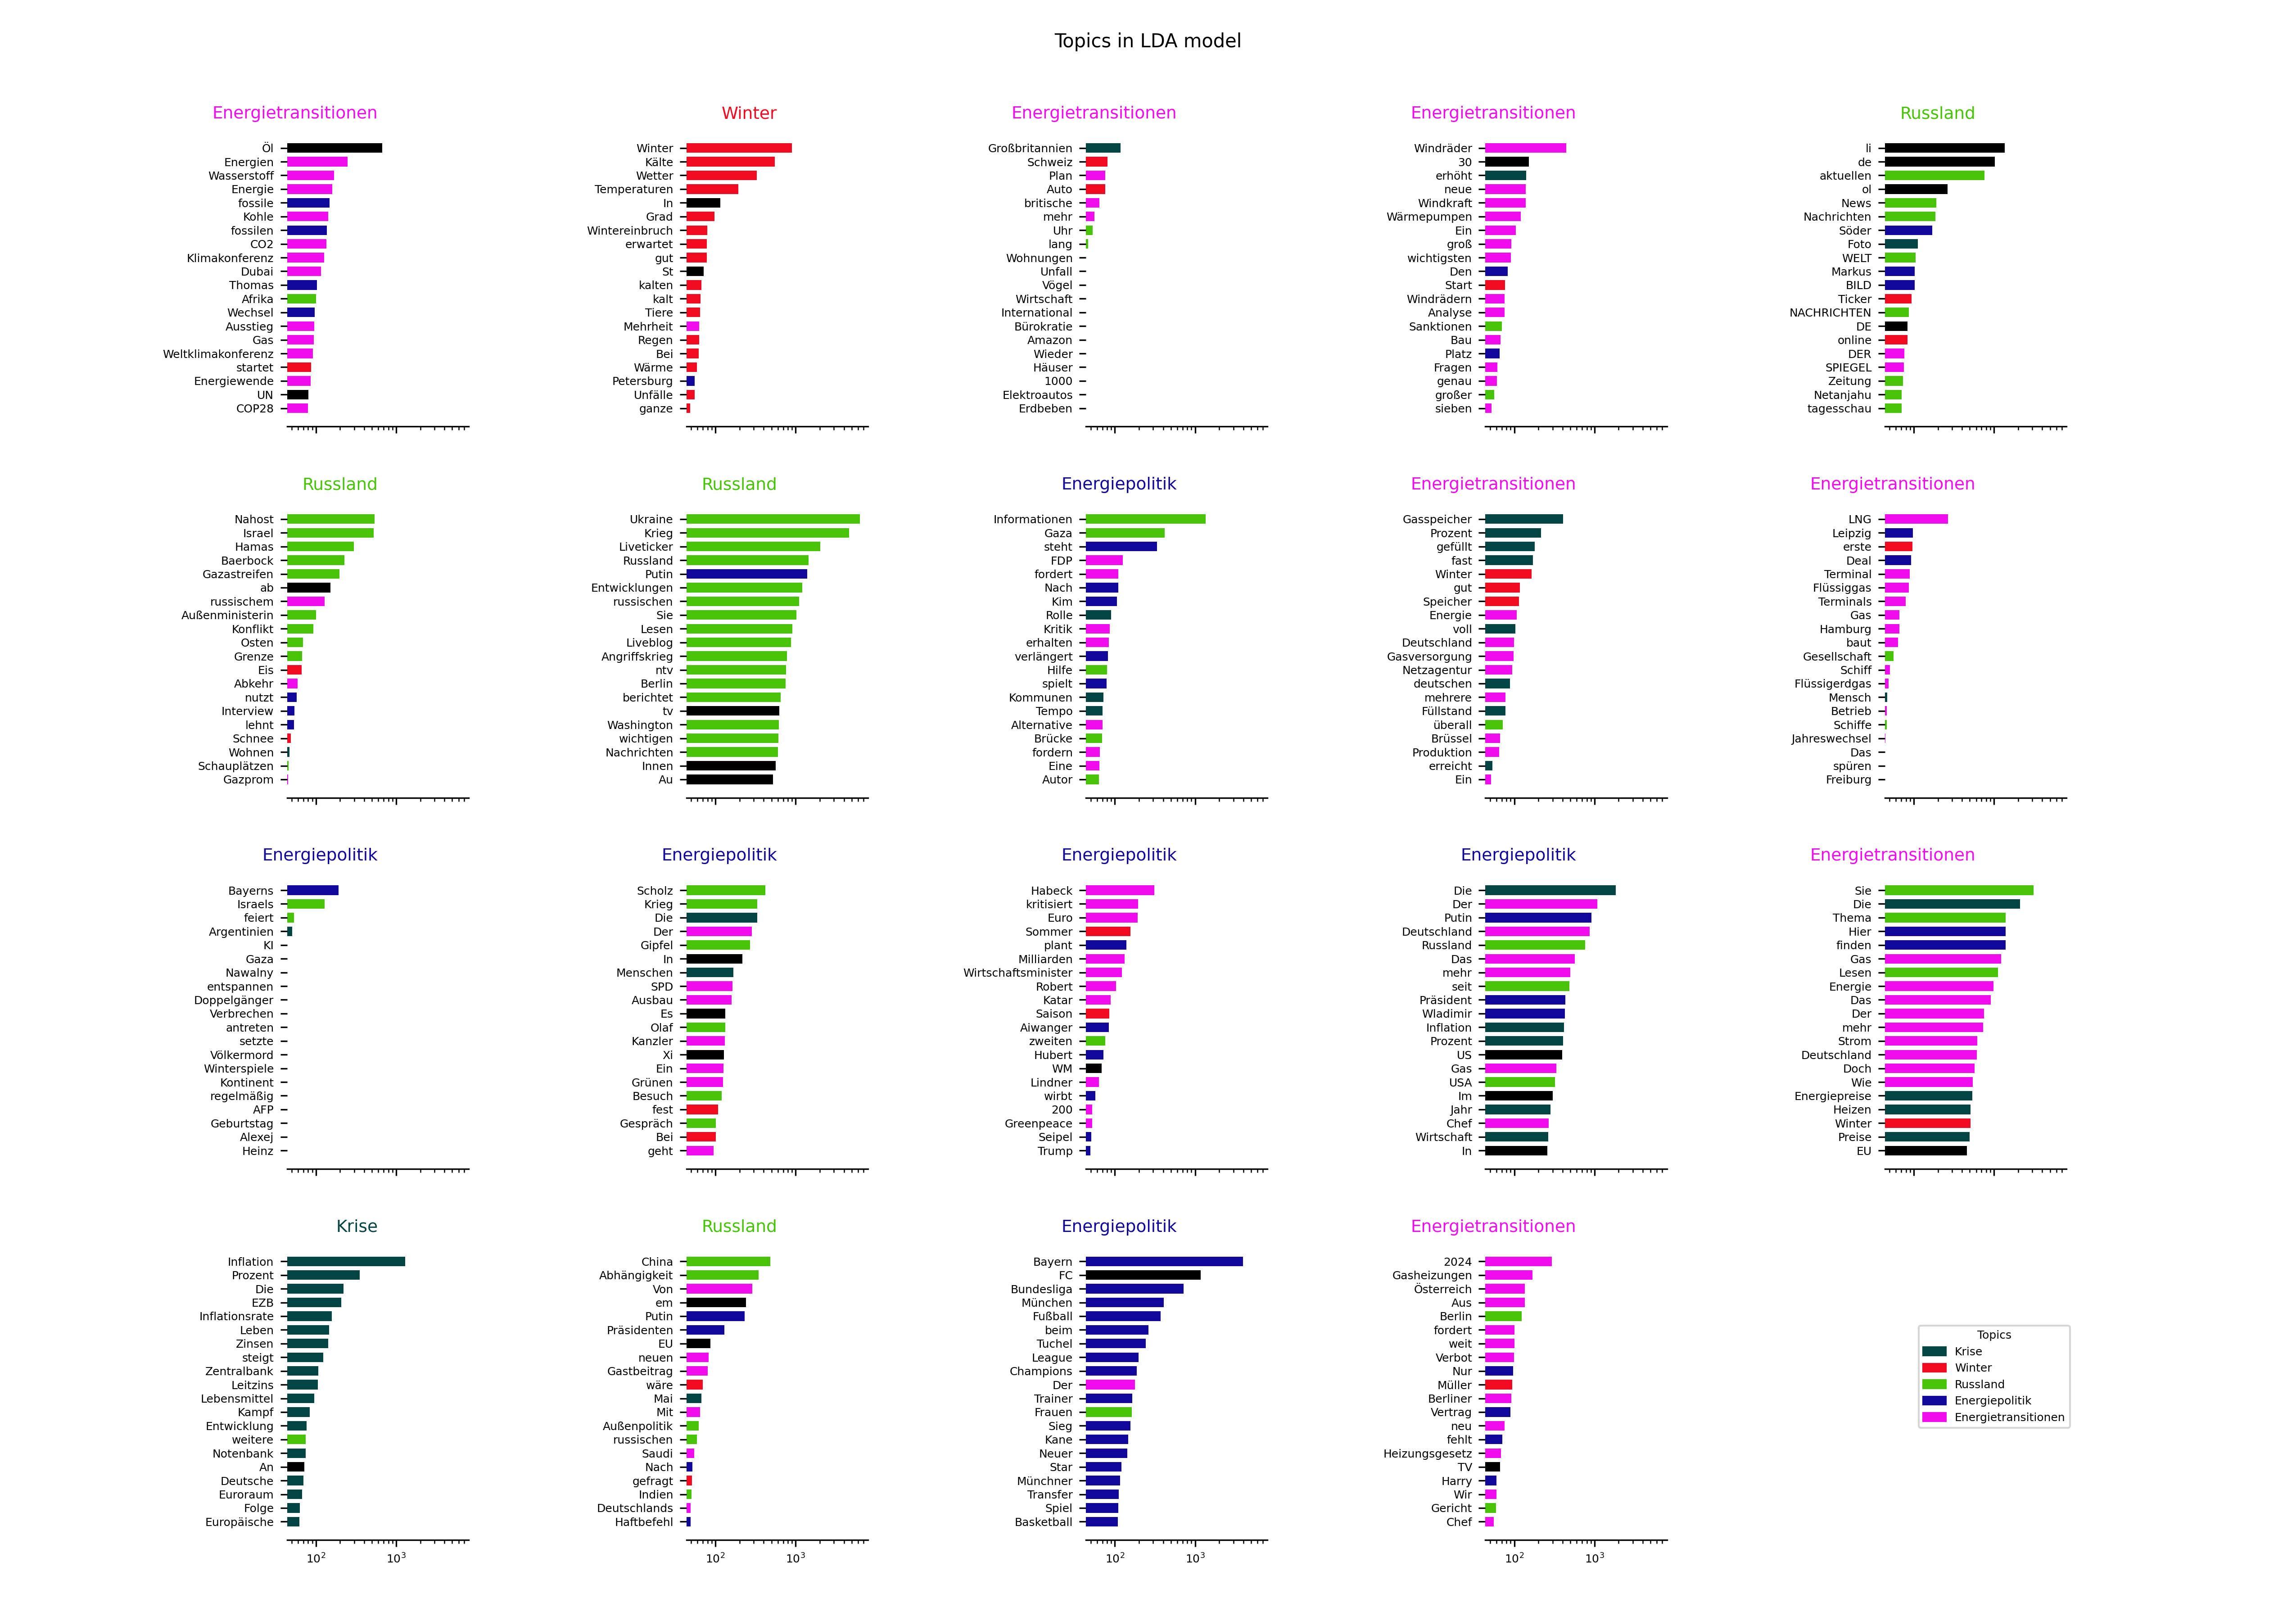 Topics in LDA model
Energietransitionen
Öl
Energien
Wasserstoff
Energie
fossile
Kohle
fossilen
CO2
Klimakonferenz
Dubai
Thomas
Afrika
Wechsel
Ausstieg
Gas
Weltklimakonferenz
startet
Energiewende
UN
COP28
Winter
Winter
Kälte
Wetter
Temperaturen
In
Grad
Wintereinbruch
erwartet
gut
St
kalten
kalt
Tiere
Mehrheit
Regen
Bei
Wärme
Petersburg
Unfälle
ganze
Energietransitionen
Großbritannien
Schweiz
Plan
Auto
britische
mehr
Uhr
lang
Wohnungen
Unfall
Vögel
Wirtschaft
International
Bürokratie
Amazon
Wieder
Häuser
1000
Elektroautos
Erdbeben
Energietransitionen
Windräder
30
erhöht
neue
Windkraft
Wärmepumpen
Ein
groß
wichtigsten
Den
Start
Windrädern
Analyse
Sanktionen
Bau
Platz
Fragen
genau
großer
sieben
Russland
li
de
aktuellen
ol
News
Nachrichten
Söder
Foto
WELT
Markus
BILD
Ticker
NACHRICHTEN
DE
online
DER
SPIEGEL
Zeitung
Netanjahu
tagesschau
Russland
Nahost
Israel
Hamas
Baerbock
Gazastreifen
ab
russischem
Außenministerin
Konflikt
Osten
Grenze
Eis
Abkehr
nutzt
Interview
lehnt
Schnee
Wohnen
Schauplätzen
Gazprom
Russland
Ukraine
Krieg
Liveticker
Russland
Putin
Entwicklungen
russischen
Sie
Lesen
Liveblog
Angriffskrieg
ntv
Berlin
berichtet
tv
Washington
wichtigen
Nachrichten
Innen
Au
Energiepolitik
Informationen
Gaza
steht
FDP
fordert
Nach
Kim
Rolle
Kritik
erhalten
verlängert
Hilfe
spielt
Kommunen
Tempo
Alternative
Brücke
fordern
Eine
Autor
Energietransitionen
Gasspeicher
Prozent
gefüllt
fast
Winter
gut
Speicher
Energie
voll
Deutschland
Gasversorgung
Netzagentur
deutschen
mehrere
Füllstand
überall
Brüssel
Produktion
erreicht
Ein
Energietransitionen
LNG
Leipzig
erste
Deal
Terminal
Flüssiggas
Terminals
Gas
Hamburg
baut
Gesellschaft
Schiff
Flüssigerdgas
Mensch
Betrieb
Schiffe
Jahreswechsel
Das
spüren
Freiburg
Energiepolitik
Bayerns
Israels
feiert
Argentinien
KI
Gaza
Nawalny
entspannen
Doppelgänger
Verbrechen
antreten
setzte
Völkermord
Winterspiele
Kontinent
regelmäßig
AFP
Geburtstag
Alexej
Heinz
Energiepolitik
Scholz
Krieg
Die
Der
Gipfel
In
Menschen
SPD
Ausbau
Es
Olaf
Kanzler
Xi
Ein
Grünen
Besuch
fest
Gespräch
Bei
geht
Energiepolitik
Habeck
kritisiert
Euro
Sommer
plant
Milliarden
Wirtschaftsminister
Robert
Katar
Saison
Aiwanger
zweiten
Hubert
WM
Lindner
wirbt
200
Greenpeace
Seipel
Trump
Energiepolitik
Die
Der
Putin
Deutschland
Russland
Das
mehr
seit
Präsident
Wladimir
Inflation
Prozent
US
Gas
USA
Im
Jahr
Chef
Wirtschaft
In
Energietransitionen
Sie
Die
Thema
Hier
finden
Gas
Lesen
Energie
Das
Der
mehr
Strom
Deutschland
Doch
Wie
Energiepreise
Heizen
Winter
Preise
EU
Krise
Inflation
Prozent
Die
EZB
Inflationsrate
Leben
Zinsen
steigt
Zentralbank
Leitzins
Lebensmittel
Kampf
Entwicklung
weitere
Notenbank
An
Deutsche
Euroraum
Folge
Europäische
10² 10³
Russland
China
Abhängigkeit
Von
em
Putin
Präsidenten
EU
neuen
Gastbeitrag
wäre
Mai
Mit
Außenpolitik
russischen
Saudi
Nach
gefragt
Indien
Deutschlands
Haftbefehl
10² 10³
Energiepolitik
Bayern
FC
Bundesliga
München
Fußball
beim
Tuchel
League
Champions
Der
Trainer
Frauen
Sieg
Kane
Neuer
Star
Münchner
Transfer
Spiel
Basketball
10² 10³
Energietransitionen
2024
Gasheizungen
Österreich
Aus
Berlin
fordert
weit
Verbot
Nur
Müller
Berliner
Vertrag
neu
fehlt
Heizungsgesetz
TV
Harry
Wir
Gericht
Chef
10² 10³
Topics
Krise
Winter
Russland
Energiepolitik
Energietransitionen